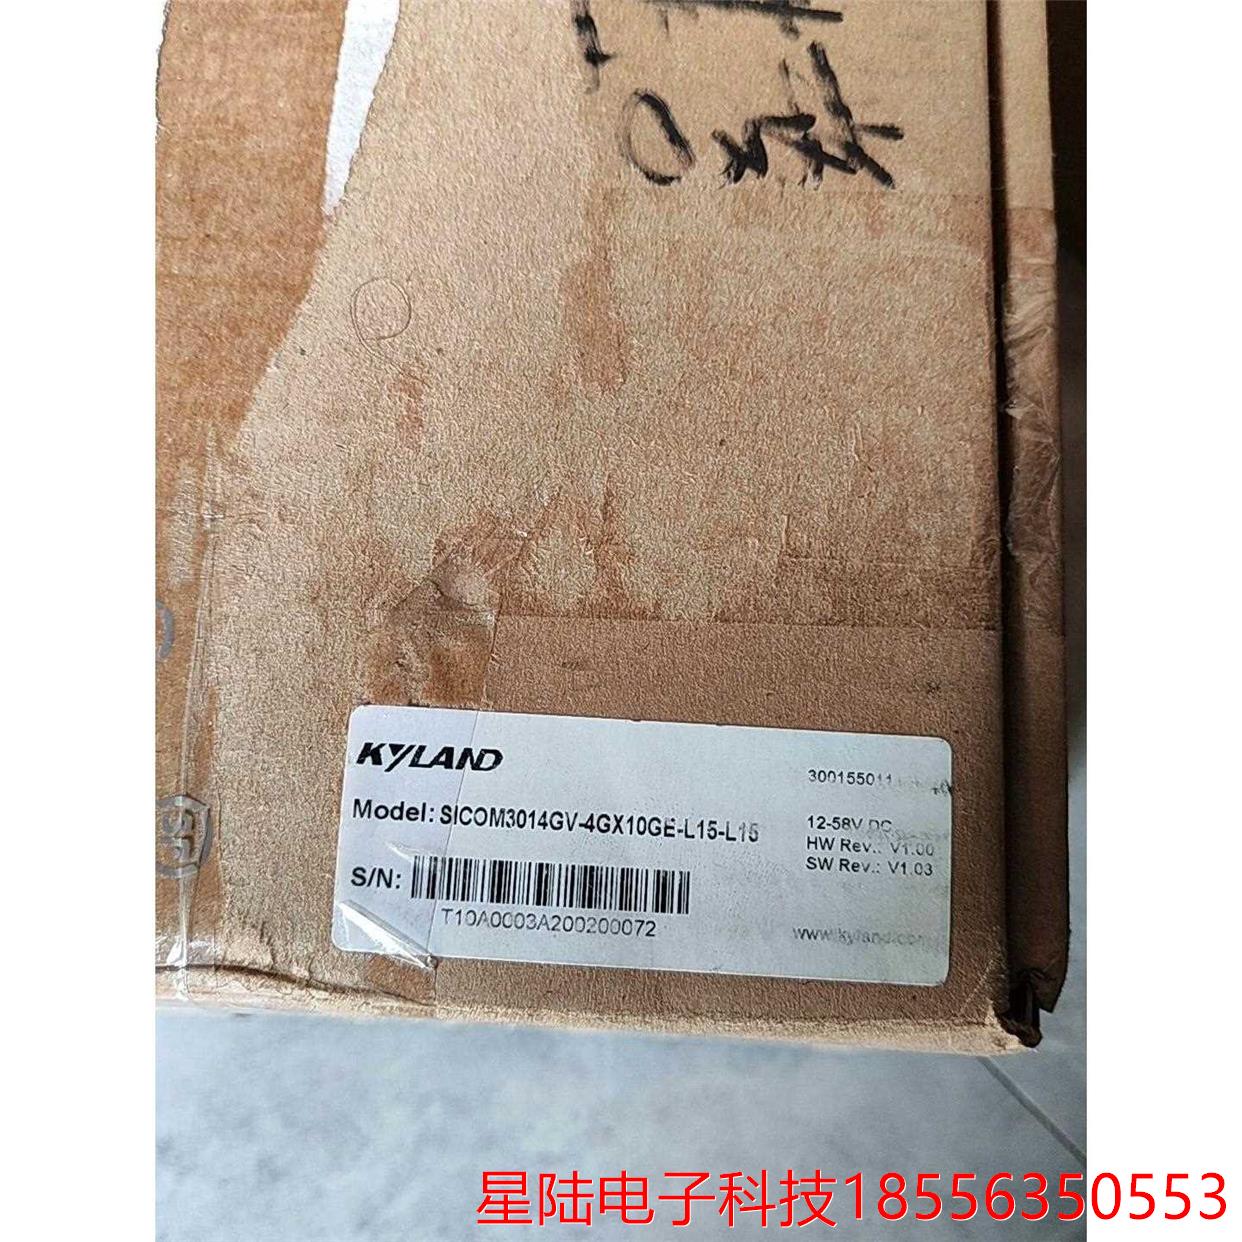 KYLAND
300155011
Model: SICOM3014GV-4GX10GE-L15-L15
12-58V DC
HW Rev.: V1.00
SW Rev.: V1.03
S/N:
T10A0003A200200072
www.kyland.com
星陆电子科技18556350553